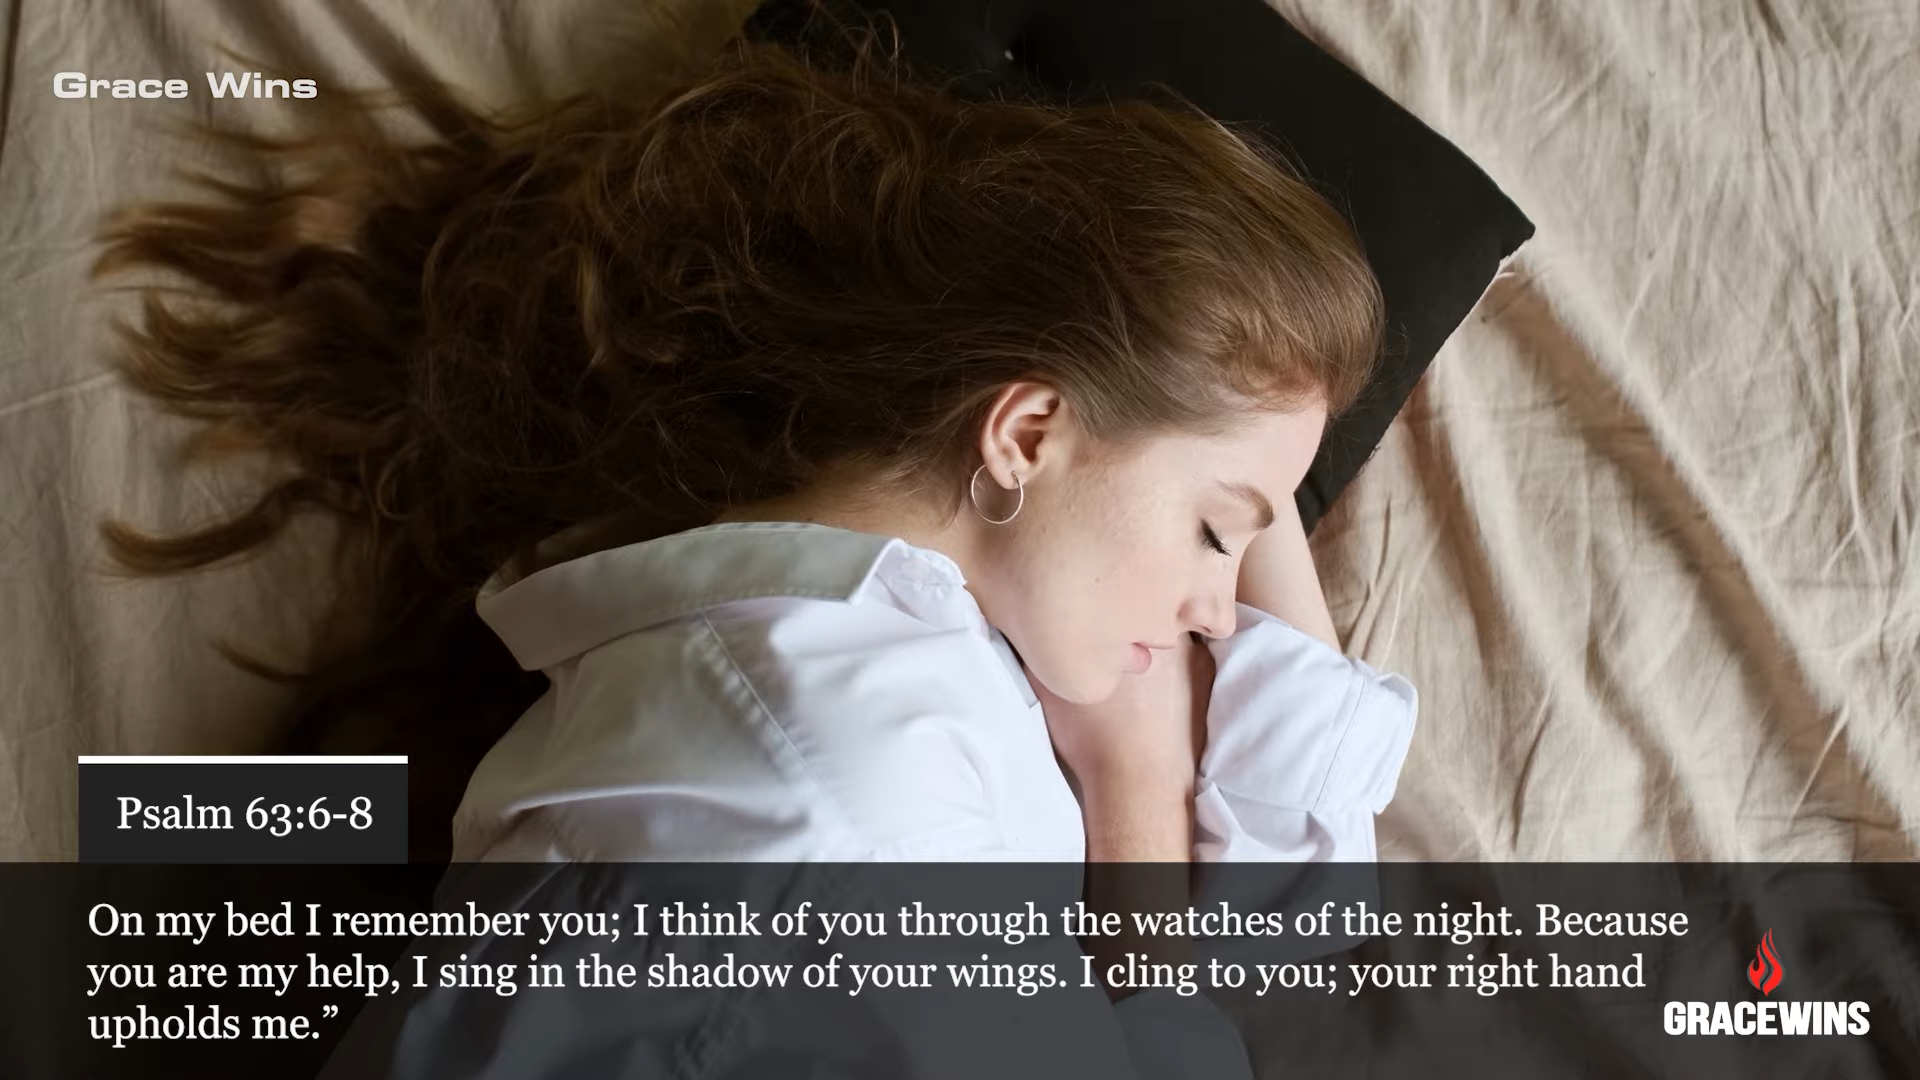 Grace Wins
Psalm 63:6-8
On my bed I remember you; I think of you through the watches of the night. Because
you are my help, I sing in the shadow of your wings. I cling to you; your right hand
upholds me.”
GRACEWINS